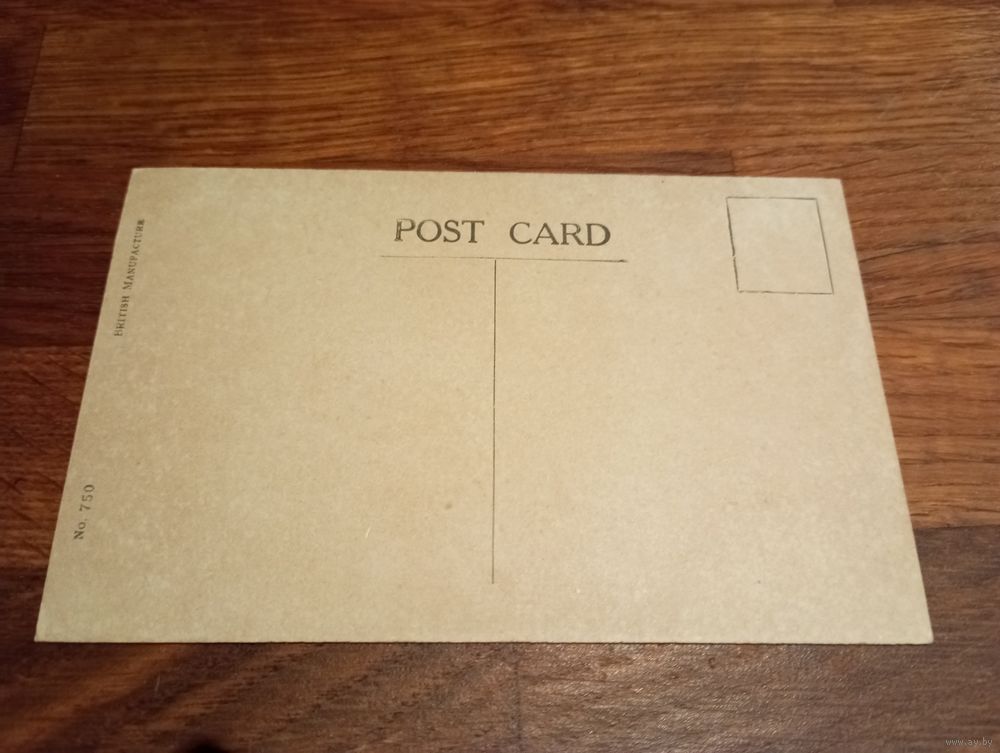 POST CARD
BRITISH MANUFACTURE
No. 750
www.ay.by